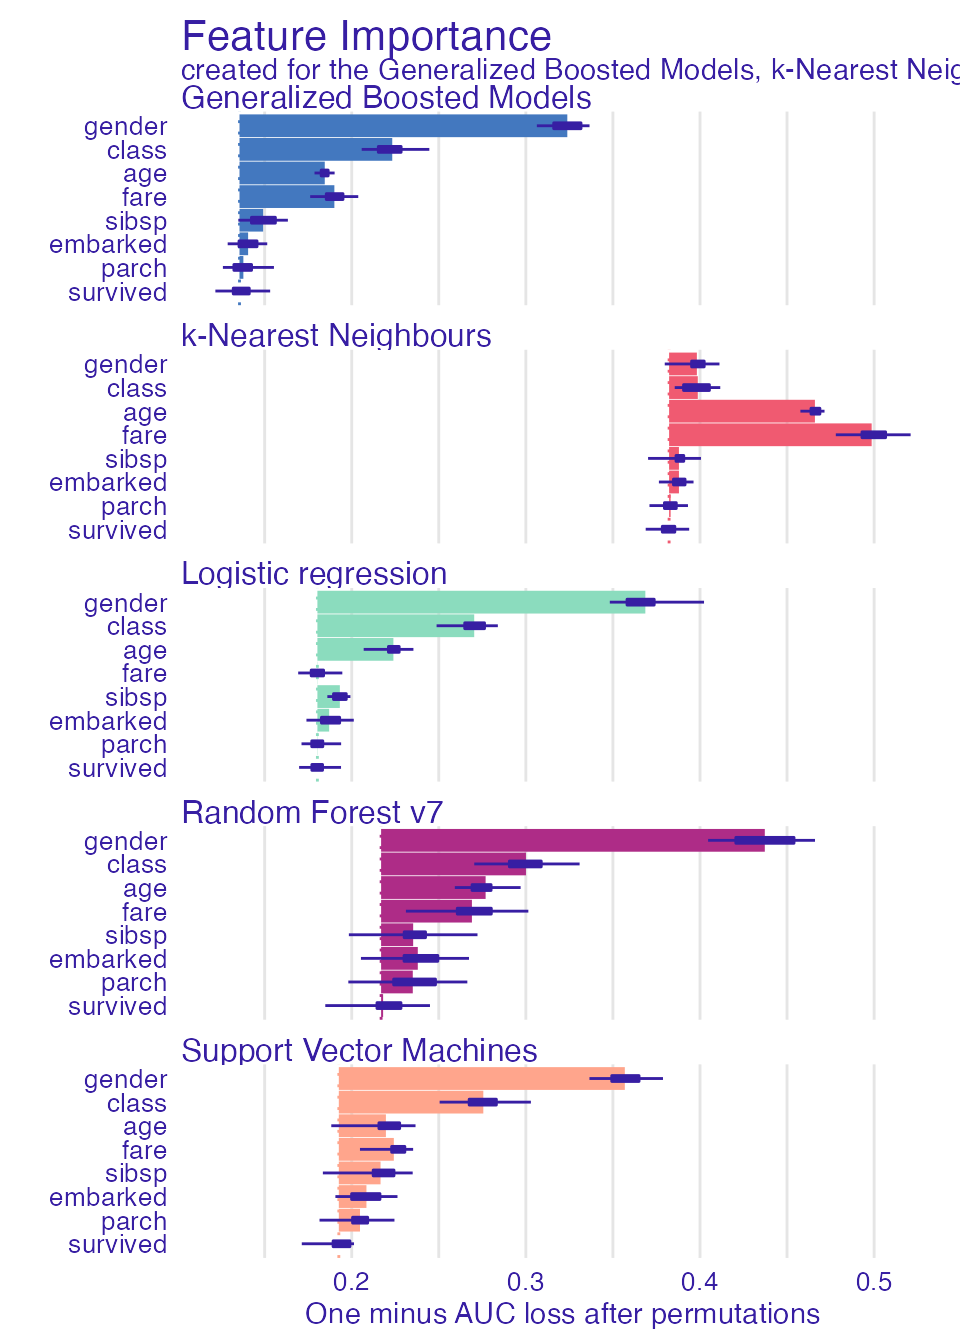 Feature Importance
created for the Generalized Boosted Models, k-Nearest Neig
Generalized Boosted Models
gender
class
age
fare
sibsp
embarked
parch
survived
k-Nearest Neighbours
gender
class
age
fare
sibsp
embarked
parch
survived
Logistic regression
gender
class
age
fare
sibsp
embarked
parch
survived
Random Forest v7
gender
class
age
fare
sibsp
embarked
parch
survived
Support Vector Machines
gender
class
age
fare
sibsp
embarked
parch
survived
0.2 0.3 0.4 0.5
One minus AUC loss after permutations